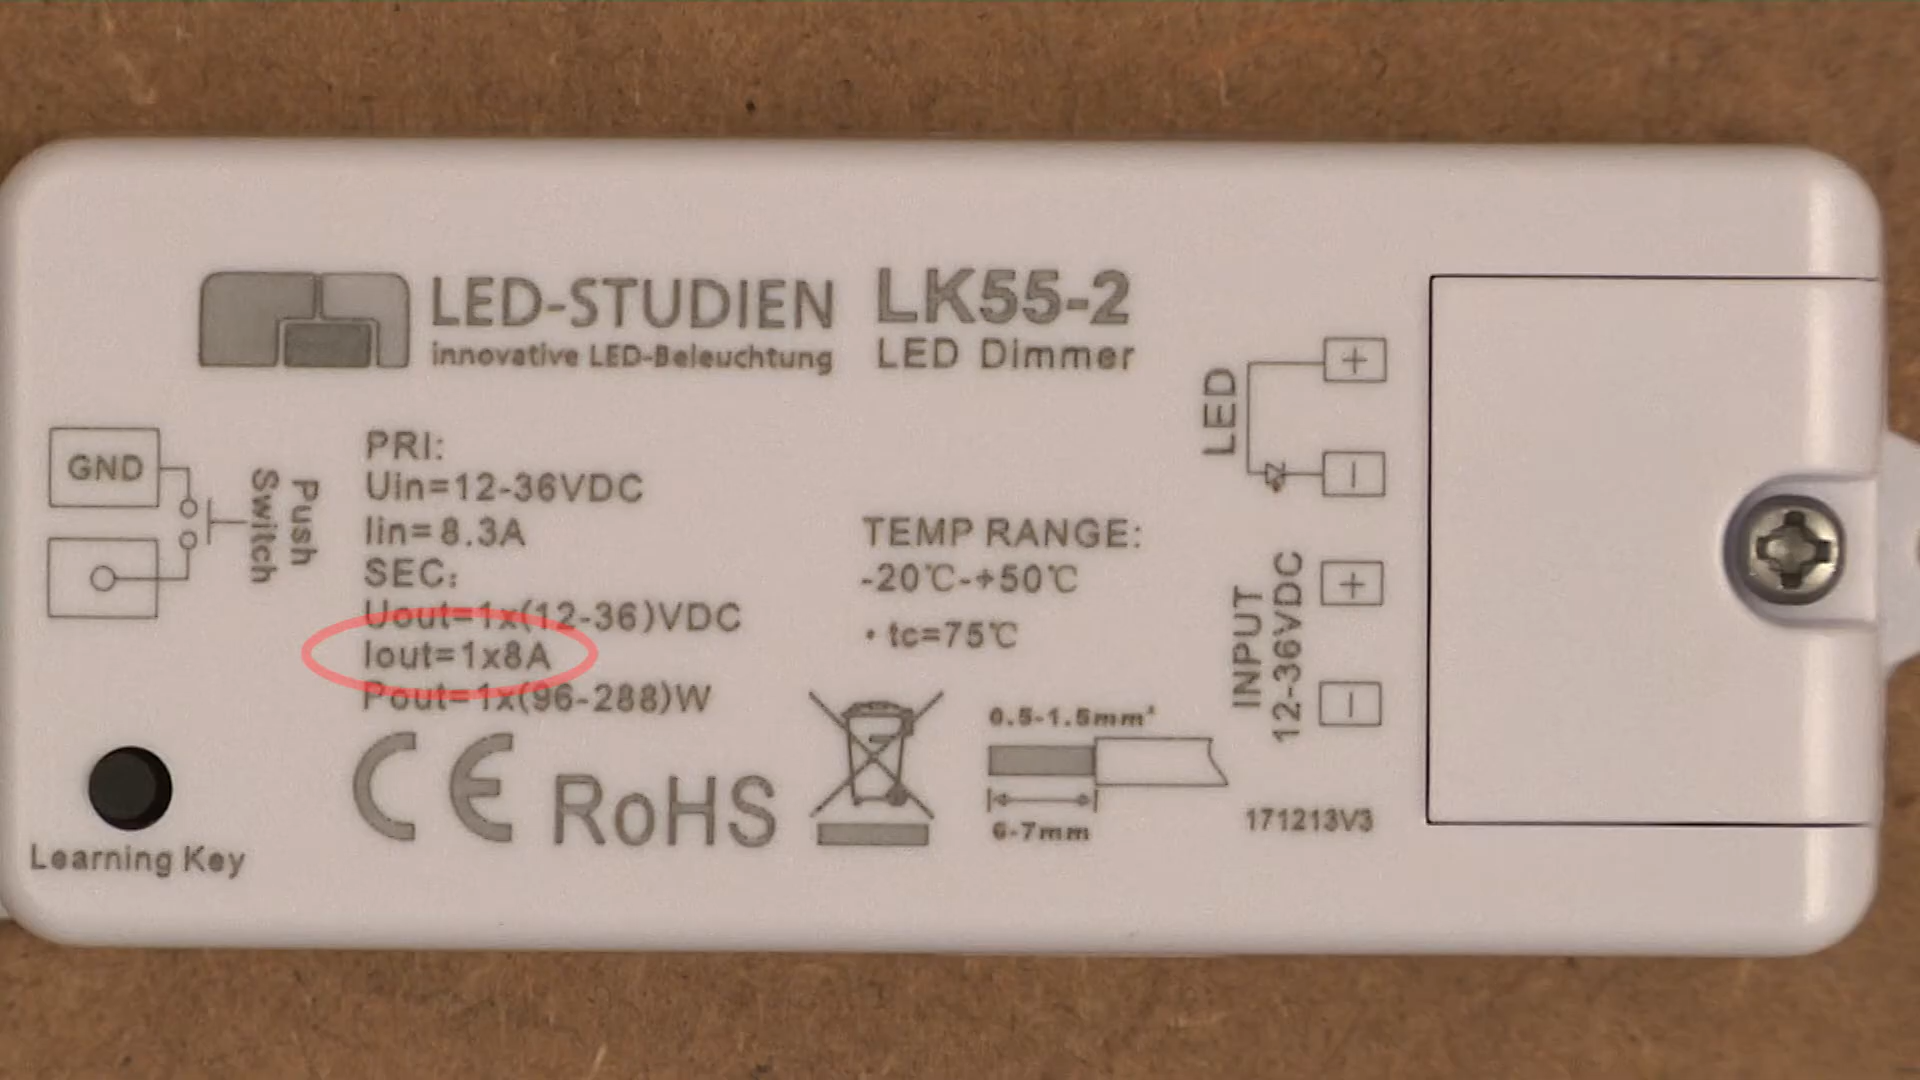 LED-STUDIEN
innovative LED-Beleuchtung
LK55-2
LED Dimmer
GND
Push
Switch
PRI:
Uin=12-36VDC
Iin=8.3A
SEC:
Uout=1x(12-36)VDC
Iout=1x8A
Pout=1x(96-288)W
TEMP RANGE:
-20℃-+50℃
• tc=75℃
LED
+
−
INPUT
12-36VDC
+
−
CE RoHS
0.5-1.5mm²
6-7mm
171213V3
Learning Key